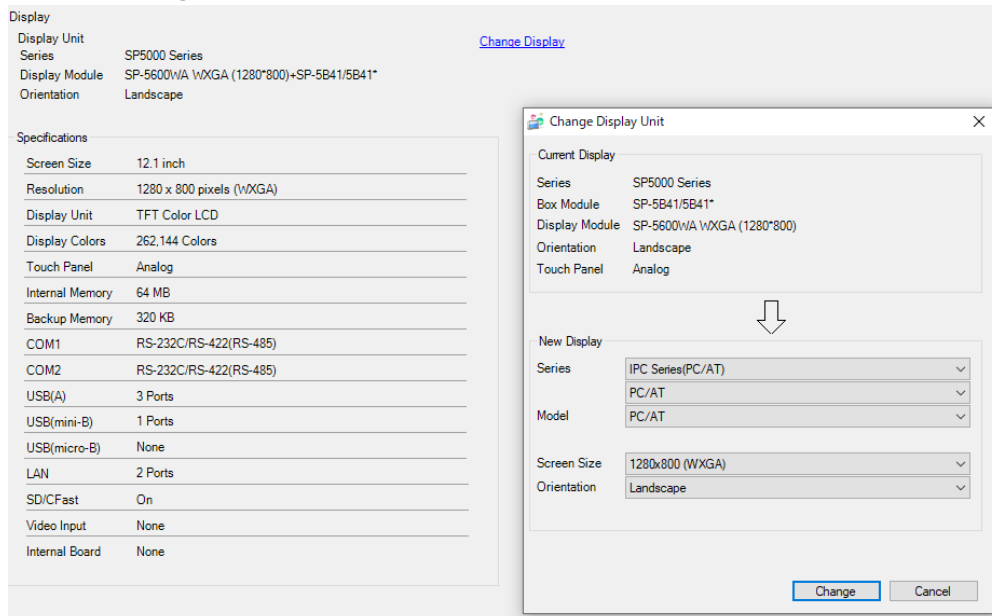 Display
Display Unit
Change Display
Series SP5000 Series
Display Module SP-5600WA WXGA (1280*800)+SP-5B41/5B41*
Orientation Landscape
Specifications
Screen Size 12.1 inch
Resolution 1280 x 800 pixels (WXGA)
Display Unit TFT Color LCD
Display Colors 262,144 Colors
Touch Panel Analog
Internal Memory 64 MB
Backup Memory 320 KB
COM1 RS-232C/RS-422(RS-485)
COM2 RS-232C/RS-422(RS-485)
USB(A) 3 Ports
USB(mini-B) 1 Ports
USB(micro-B) None
LAN 2 Ports
SD/CFast On
Video Input None
Internal Board None
Change Display Unit
Current Display
Series SP5000 Series
Box Module SP-5B41/5B41*
Display Module SP-5600WA WXGA (1280*800)
Orientation Landscape
Touch Panel Analog
New Display
Series IPC Series(PC/AT)
PC/AT
Model PC/AT
Screen Size 1280x800 (WXGA)
Orientation Landscape
Change Cancel